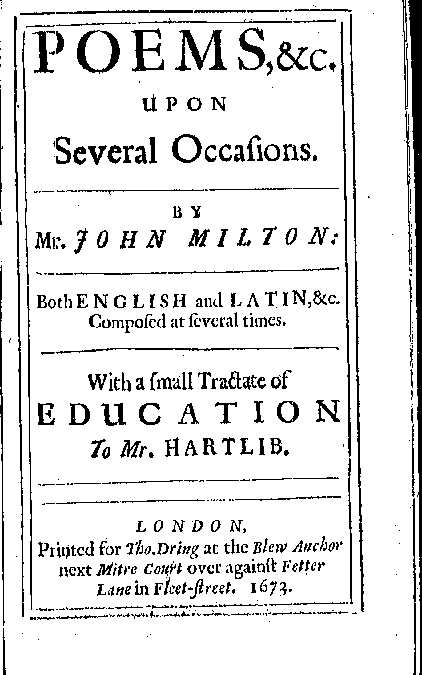 POEMS, &c.
UPON
Several Occaſions.
BY
Mr. JOHN MILTON:
Both ENGLISH and LATIN, &c.
Compoſed at ſeveral times.
With a ſmall Tractate of
EDUCATION
To Mr. HARTLIB.
LONDON,
Printed for Tho. Dring at the Blew Anchor
next Mitre Court over againſt Fetter
Lane in Fleet-ſtreet. 1673.